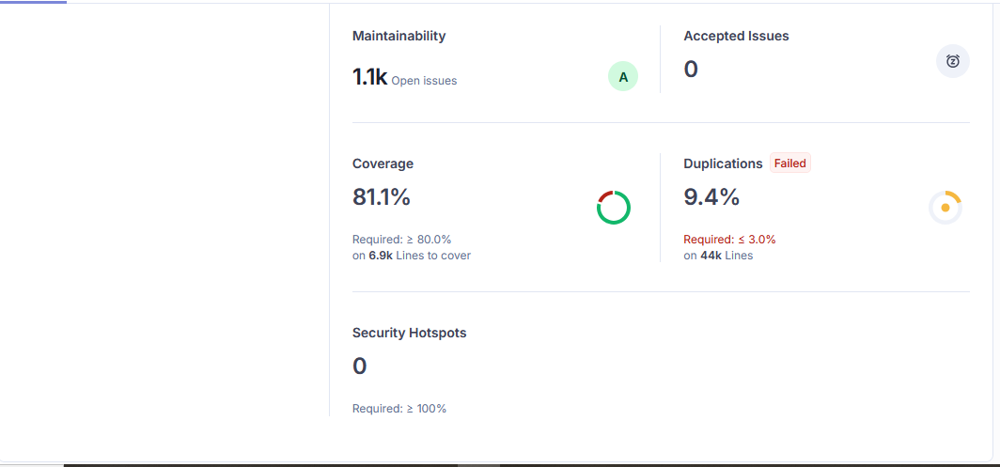 Maintainability
1.1k Open issues
A
Accepted Issues
0
Coverage
81.1%
Required: ≥ 80.0%
on 6.9k Lines to cover
Duplications Failed
9.4%
Required: ≤ 3.0%
on 44k Lines
Security Hotspots
0
Required: ≥ 100%